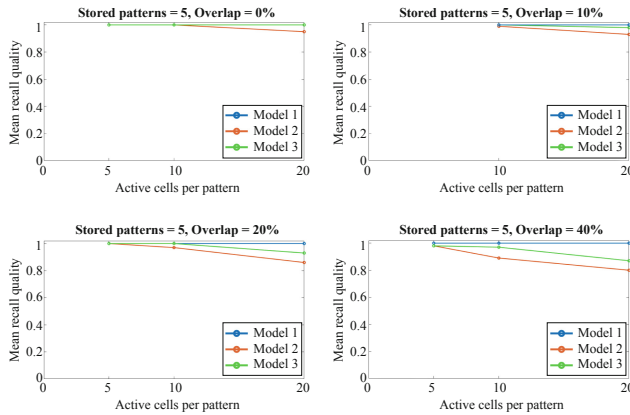 Stored patterns = 5, Overlap = 0%
Mean recall quality
1
0.8
0.6
0.4
0.2
0
Model 1
Model 2
Model 3
0 5 10 20
Active cells per pattern
Stored patterns = 5, Overlap = 10%
Mean recall quality
1
0.8
0.6
0.4
0.2
0
Model 1
Model 2
Model 3
0 5 10 20
Active cells per pattern
Stored patterns = 5, Overlap = 20%
Mean recall quality
1
0.8
0.6
0.4
0.2
0
Model 1
Model 2
Model 3
0 5 10 20
Active cells per pattern
Stored patterns = 5, Overlap = 40%
Mean recall quality
1
0.8
0.6
0.4
0.2
0
Model 1
Model 2
Model 3
0 5 10 20
Active cells per pattern